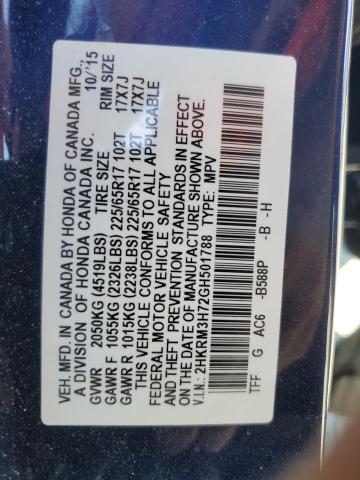 VEH. MFD. IN CANADA BY HONDA OF CANADA MFG.,
A DIVISION OF HONDA CANADA INC. 10/'15
GVWR 2050KG (4519LBS) TIRE SIZE RIM SIZE
GAWR F 1055KG (2326LBS) 225/65R17 102T 17X7J
GAWR R 1015KG (2238LBS) 225/65R17 102T 17X7J
THIS VEHICLE CONFORMS TO ALL APPLICABLE
FEDERAL MOTOR VEHICLE SAFETY
AND THEFT PREVENTION STANDARDS IN EFFECT
ON THE DATE OF MANUFACTURE SHOWN ABOVE.
V.I.N.: 2HKRM3H72GH501788 TYPE: MPV
TFF G AC6 -B588P -B -H